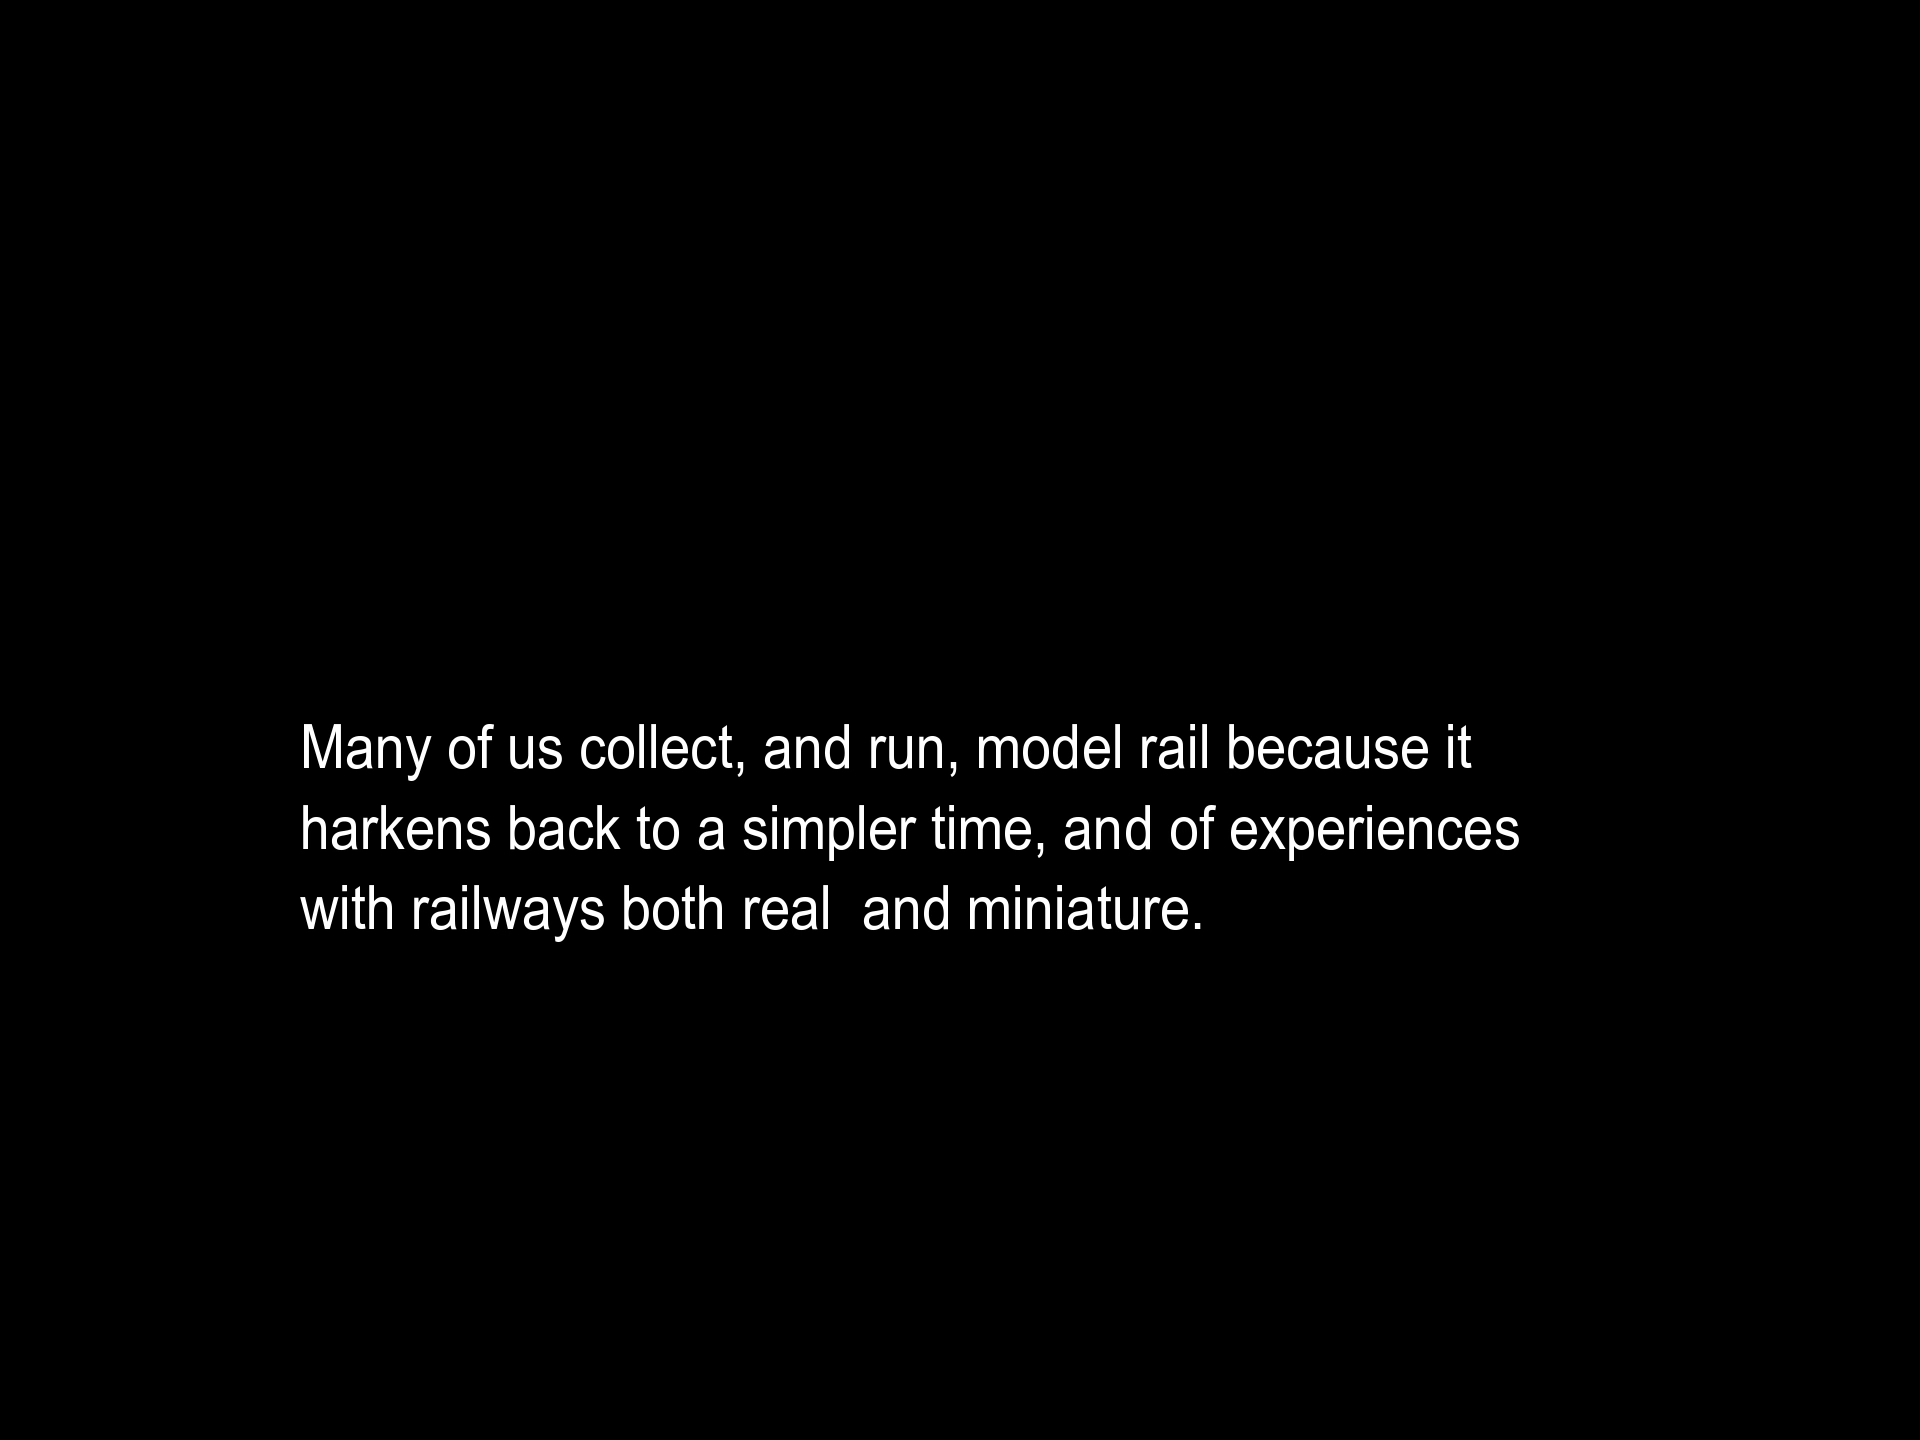 Many of us collect, and run, model rail because it
harkens back to a simpler time, and of experiences
with railways both real  and miniature.